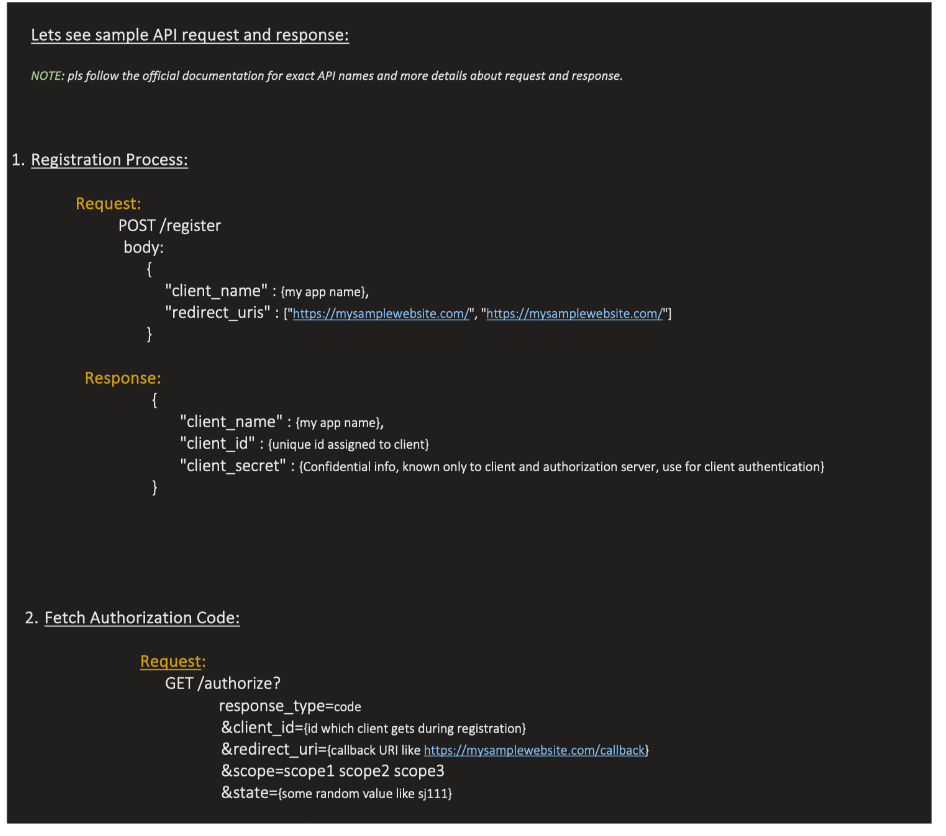 Lets see sample API request and response:
NOTE: pls follow the official documentation for exact API names and more details about request and response.
1. Registration Process:
Request:
POST /register
body:
{
"client_name" : {my app name},
"redirect_uris" : ["https://mysamplewebsite.com/", "https://mysamplewebsite.com/"]
}
Response:
{
"client_name" : {my app name},
"client_id" : {unique id assigned to client}
"client_secret" : {Confidential info, known only to client and authorization server, use for client authentication}
}
2. Fetch Authorization Code:
Request:
GET /authorize?
response_type=code
&client_id={id which client gets during registration}
&redirect_uri={callback URI like https://mysamplewebsite.com/callback}
&scope=scope1 scope2 scope3
&state={some random value like sj111}